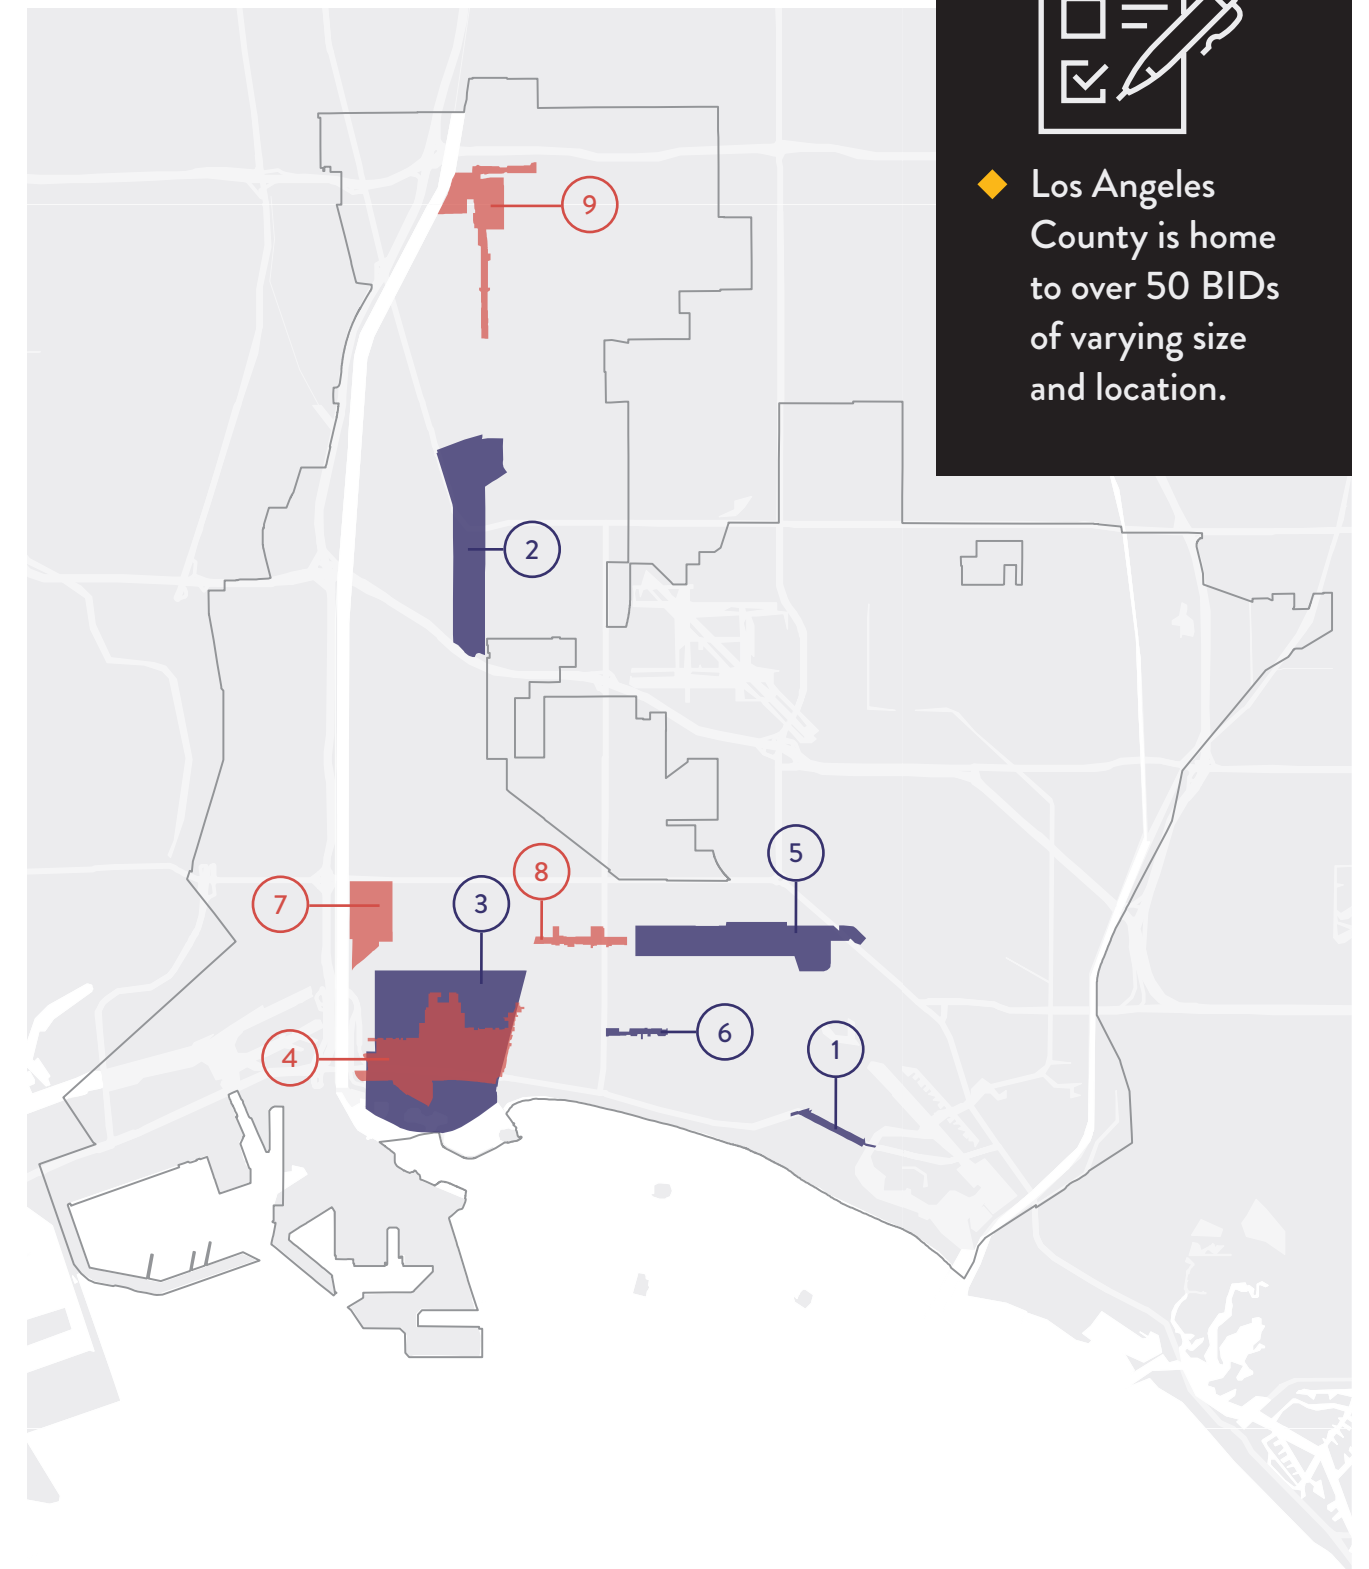 Los Angeles
County is home
to over 50 BIDs
of varying size
and location.
9
2
5
8
7
3
6
1
4